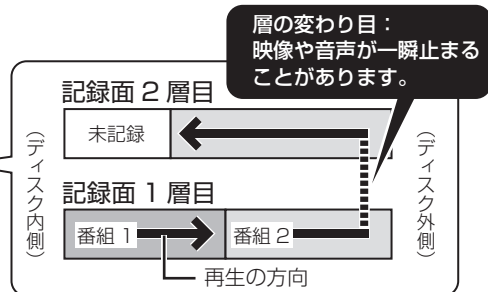 層の変わり目：
映像や音声が一瞬止まる
ことがあります。
記録面 2 層目
未記録
（ディスク内側）
（ディスク外側）
記録面 1 層目
番組 1
番組 2
再生の方向